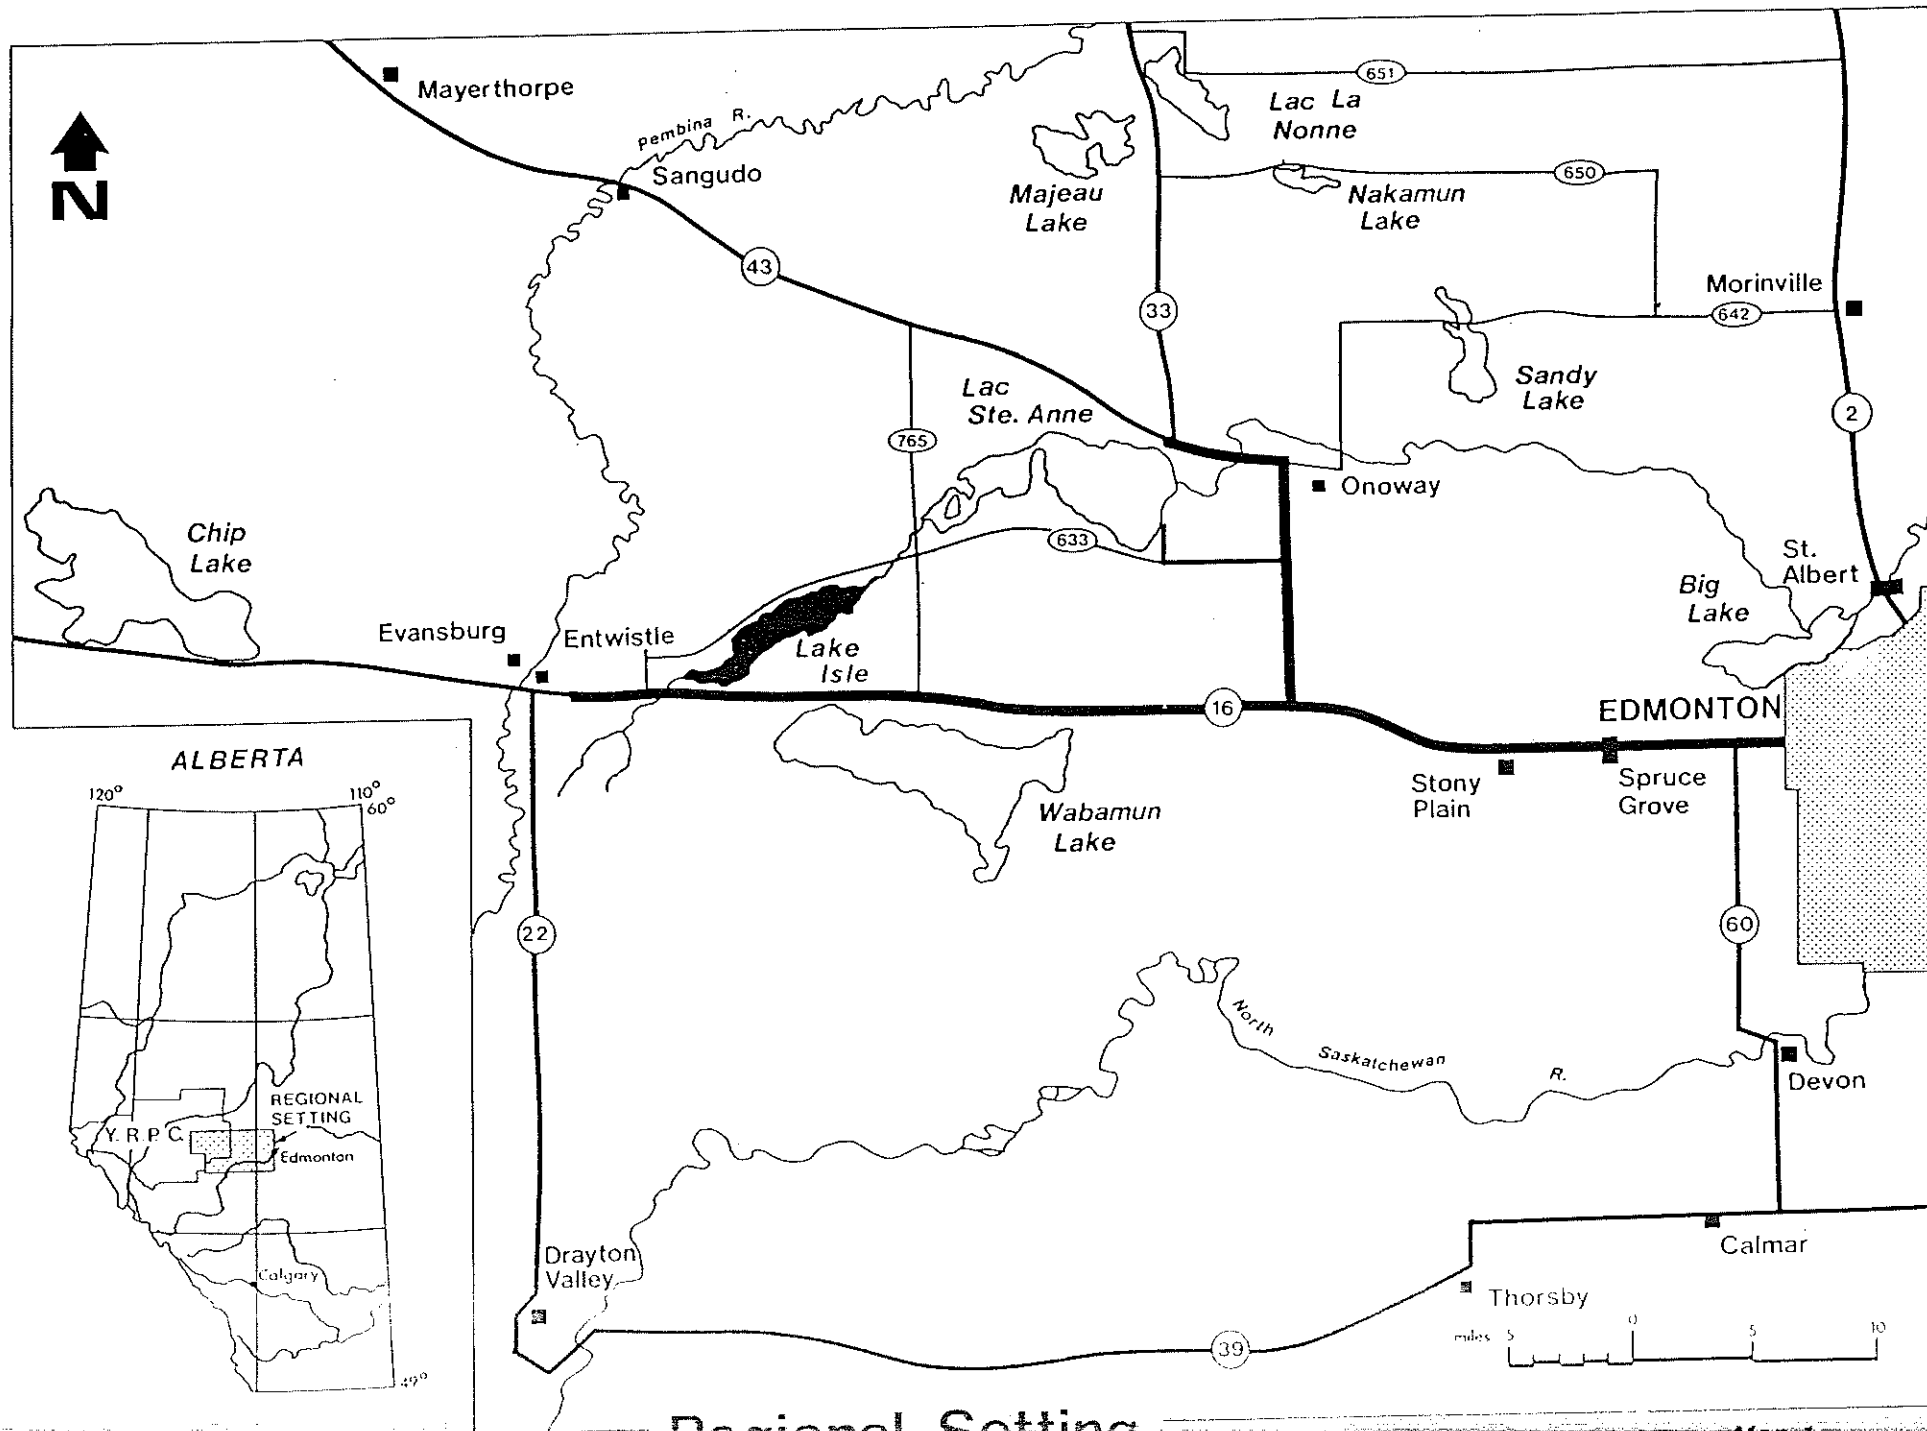 Mayerthorpe
N
Pembina R.
Sangudo
651
Lac La
Nonne
Majeau
Lake
650
Nakamun
Lake
43
33
Morinville
642
Sandy
Lake
2
Lac
Ste. Anne
765
Onoway
633
Chip
Lake
St.
Albert
Big
Lake
Evansburg
Entwistle
Lake
Isle
16
EDMONTON
Stony
Plain
Spruce
Grove
Wabamun
Lake
22
60
North
Saskatchewan
R.
Devon
Calmar
Drayton
Valley
Thorsby
39
miles 5 0 5 10
ALBERTA
120°
110°
60°
REGIONAL
SETTING
Y. R. P. C.
Edmonton
Calgary
49°
Regional Setting